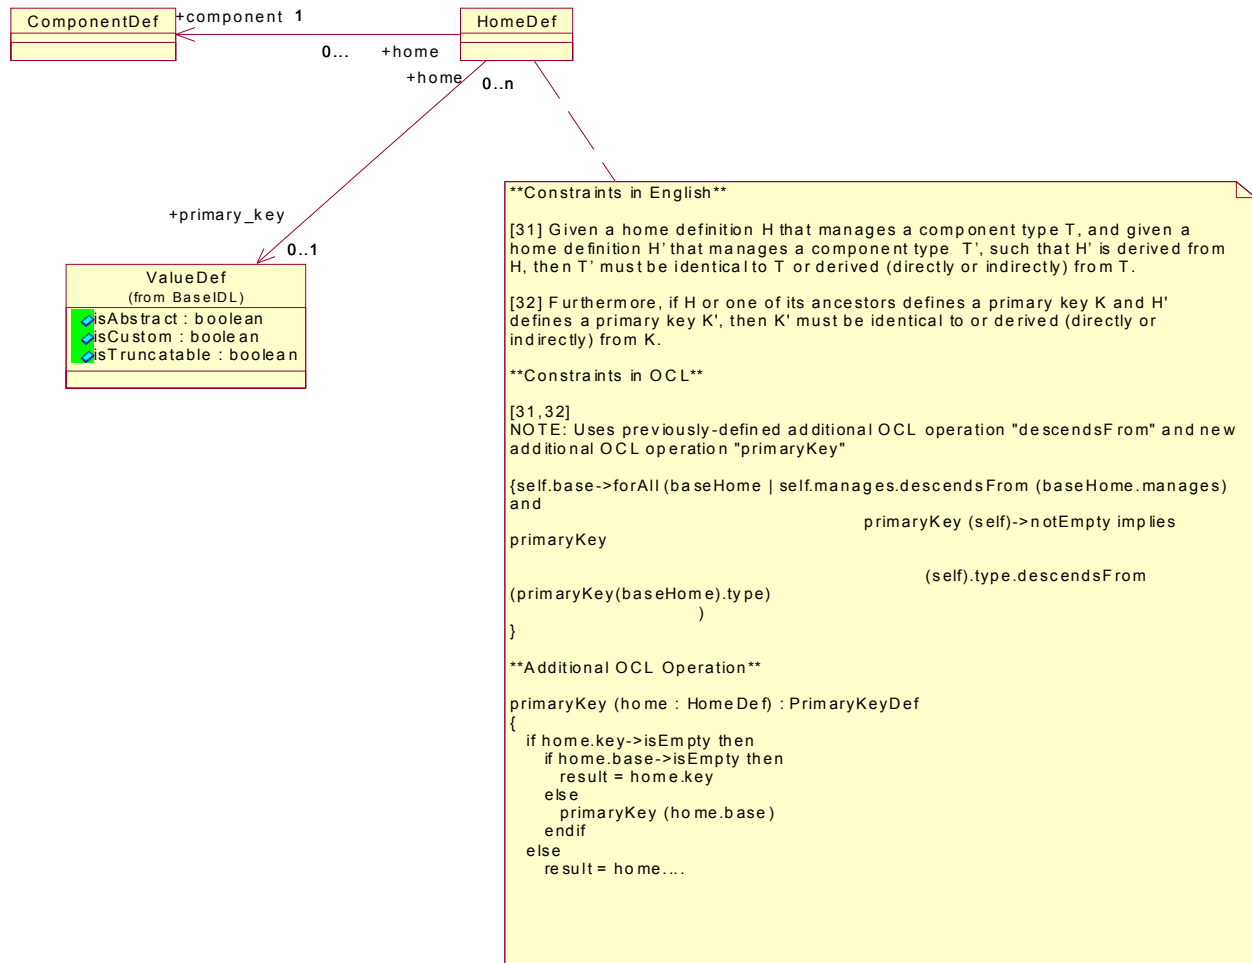 ComponentDef
+component 1
HomeDef
0... +home
+home
0..n
+primary_key
0..1
ValueDef
(from BaseIDL)
isAbstract : boolean
isCustom : boolean
isTruncatable : boolean
**Constraints in English**
[31] Given a home definition H that manages a component type T, and given a
home definition H' that manages a component type T', such that H' is derived from
H, then T' must be identical to T or derived (directly or indirectly) from T.
[32] Furthermore, if H or one of its ancestors defines a primary key K and H'
defines a primary key K', then K' must be identical to or derived (directly or
indirectly) from K.
**Constraints in OCL**
[31,32]
NOTE: Uses previously-defined additional OCL operation "descendsFrom" and new
additional OCL operation "primaryKey"
{self.base->forAll (baseHome | self.manages.descendsFrom (baseHome.manages)
and
primaryKey (self)->notEmpty implies
primaryKey
(self).type.descendsFrom
(primaryKey(baseHome).type)
)
}
**Additional OCL Operation**
primaryKey (home : HomeDef) : PrimaryKeyDef
{
if home.key->isEmpty then
if home.base->isEmpty then
result = home.key
else
primaryKey (home.base)
endif
else
result = home....